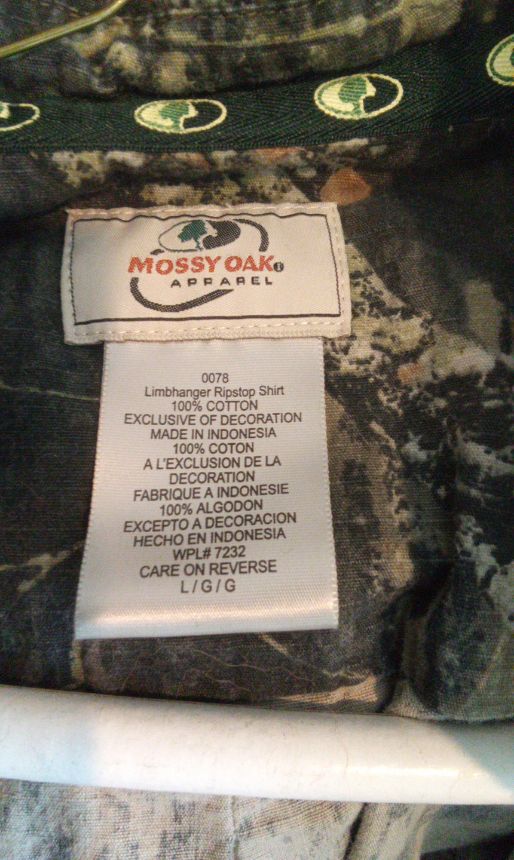 MOSSY OAK
APPAREL
0078
Limbhanger Ripstop Shirt
100% COTTON
EXCLUSIVE OF DECORATION
MADE IN INDONESIA
100% COTON
A L'EXCLUSION DE LA
DECORATION
FABRIQUE A INDONESIE
100% ALGODON
EXCEPTO A DECORACION
HECHO EN INDONESIA
WPL# 7232
CARE ON REVERSE
L / G / G